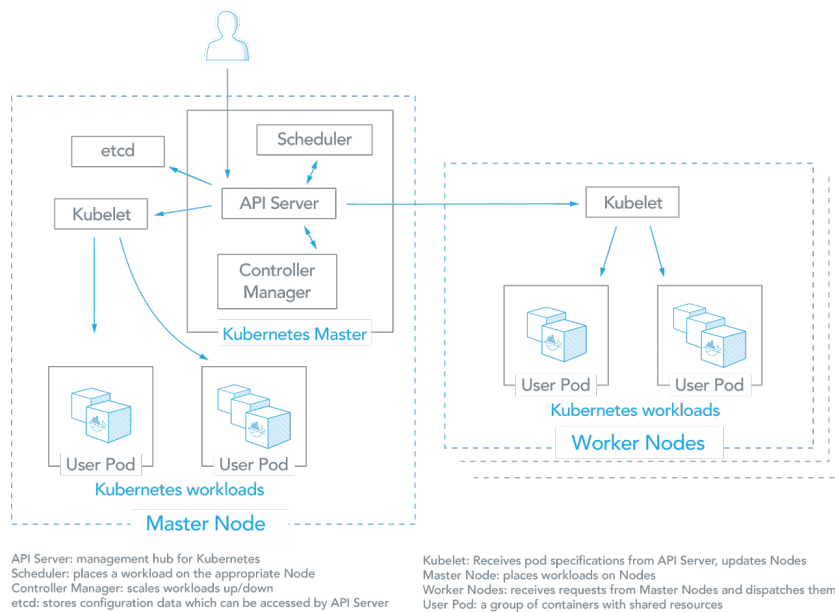 Scheduler
etcd
API Server
Kubelet
Kubelet
Controller
Manager
Kubernetes Master
User Pod
User Pod
Kubernetes workloads
Master Node
User Pod
User Pod
Kubernetes workloads
Worker Nodes
API Server: management hub for Kubernetes
Scheduler: places a workload on the appropriate Node
Controller Manager: scales workloads up/down
etcd: stores configuration data which can be accessed by API Server
Kubelet: Receives pod specifications from API Server, updates Nodes
Master Node: places workloads on Nodes
Worker Nodes: receives requests from Master Nodes and dispatches them
User Pod: a group of containers with shared resources